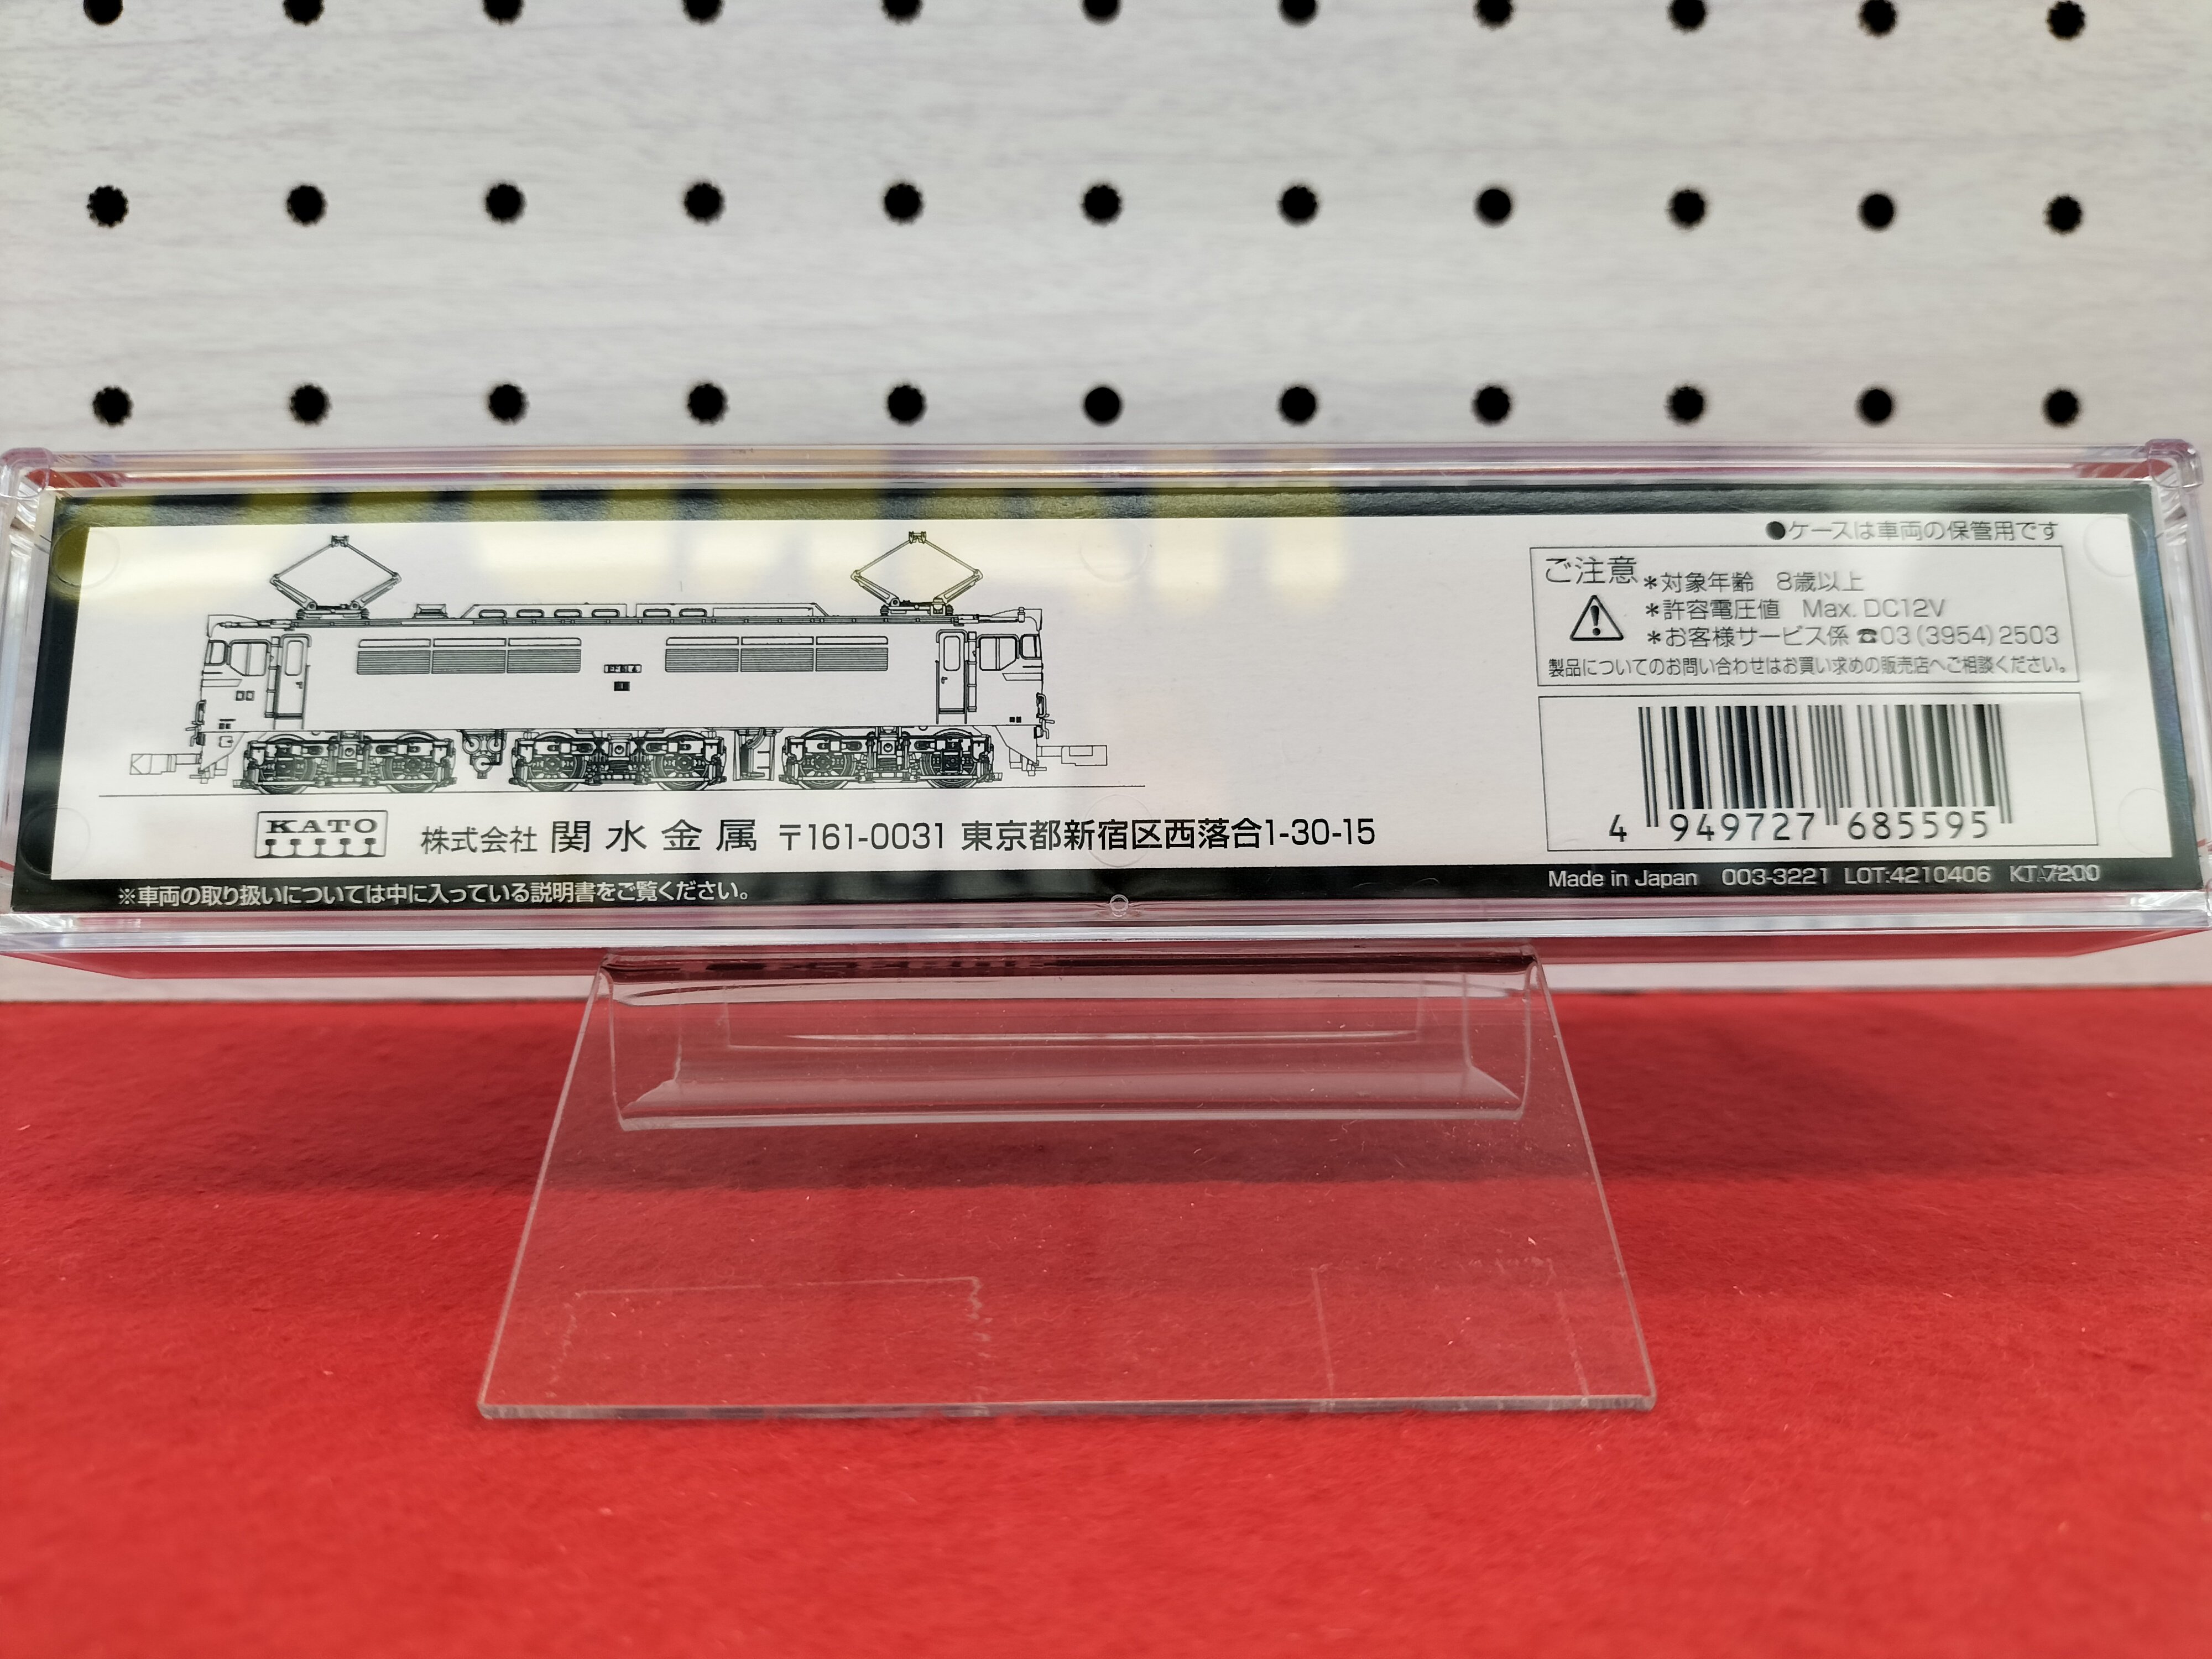 ●ケースは車両の保管用です
ご注意
*対象年齢 8歳以上
*許容電圧値 Max. DC12V
*お客様サービス係 ☎03(3954)2503
製品についてのお問い合わせはお買い求めの販売店へご相談ください。
KATO
株式会社 関水金属 〒161-0031 東京都新宿区西落合1-30-15
4 949727 685595
※車両の取り扱いについては中に入っている説明書をご覧ください。
Made in Japan 003-3221 LOT:4210406